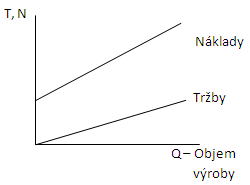 T, N
Náklady
Tržby
Q – Objem
výroby